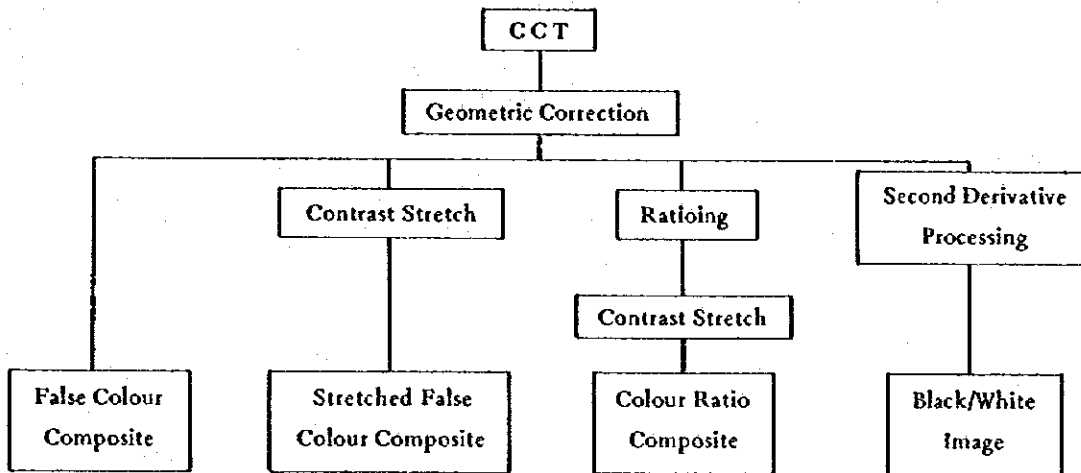 CCT
Geometric Correction
Contrast Stretch
Ratioing
Second Derivative
Processing
Contrast Stretch
False Colour
Composite
Stretched False
Colour Composite
Colour Ratio
Composite
Black/White
Image